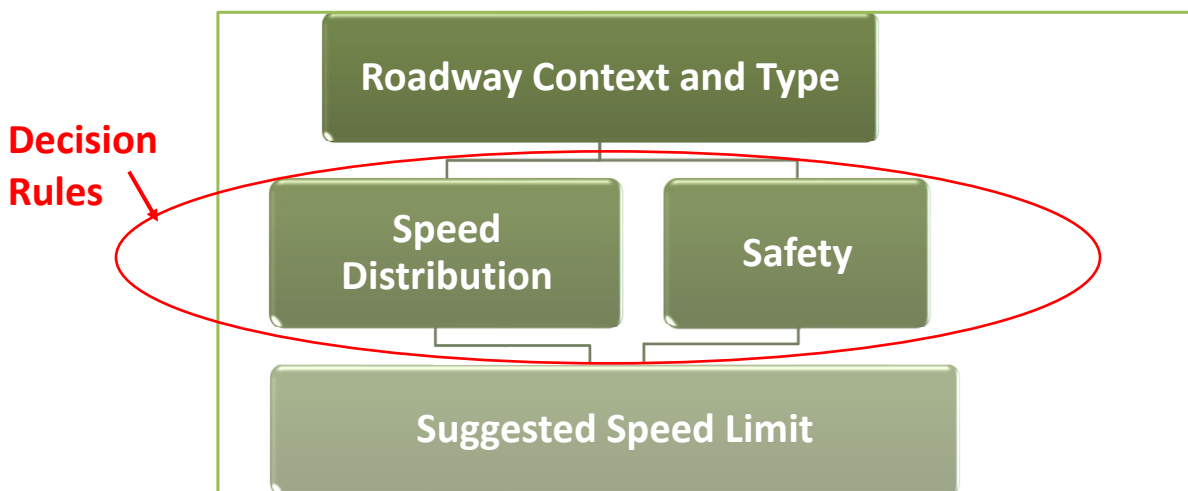 Roadway Context and Type
Decision
Rules
Speed
Distribution
Safety
Suggested Speed Limit